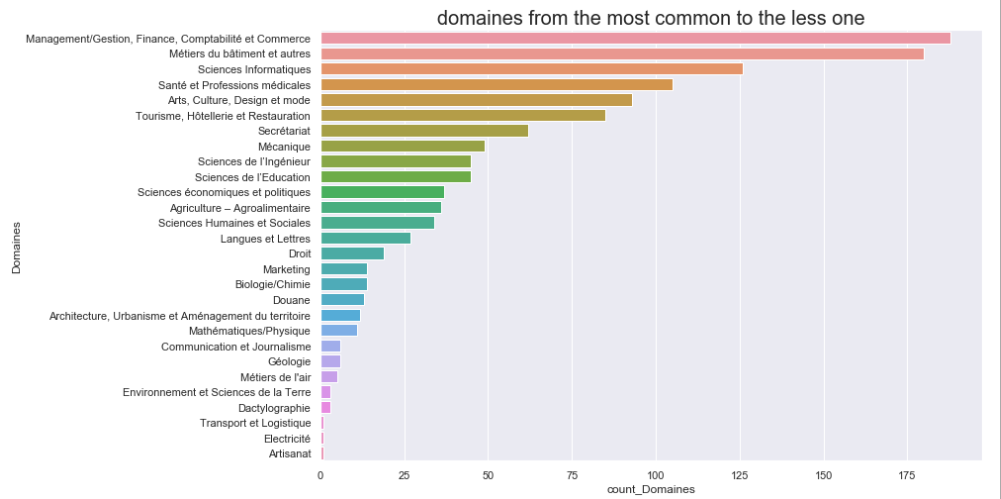 domaines from the most common to the less one
Management/Gestion, Finance, Comptabilité et Commerce
Métiers du bâtiment et autres
Sciences Informatiques
Santé et Professions médicales
Arts, Culture, Design et mode
Tourisme, Hôtellerie et Restauration
Secrétariat
Mécanique
Sciences de l’Ingénieur
Sciences de l’Education
Sciences économiques et politiques
Agriculture – Agroalimentaire
Sciences Humaines et Sociales
Langues et Lettres
Droit
Marketing
Biologie/Chimie
Douane
Architecture, Urbanisme et Aménagement du territoire
Mathématiques/Physique
Communication et Journalisme
Géologie
Métiers de l'air
Environnement et Sciences de la Terre
Dactylographie
Transport et Logistique
Electricité
Artisanat
Domaines
0 25 50 75 100 125 150 175
count_Domaines